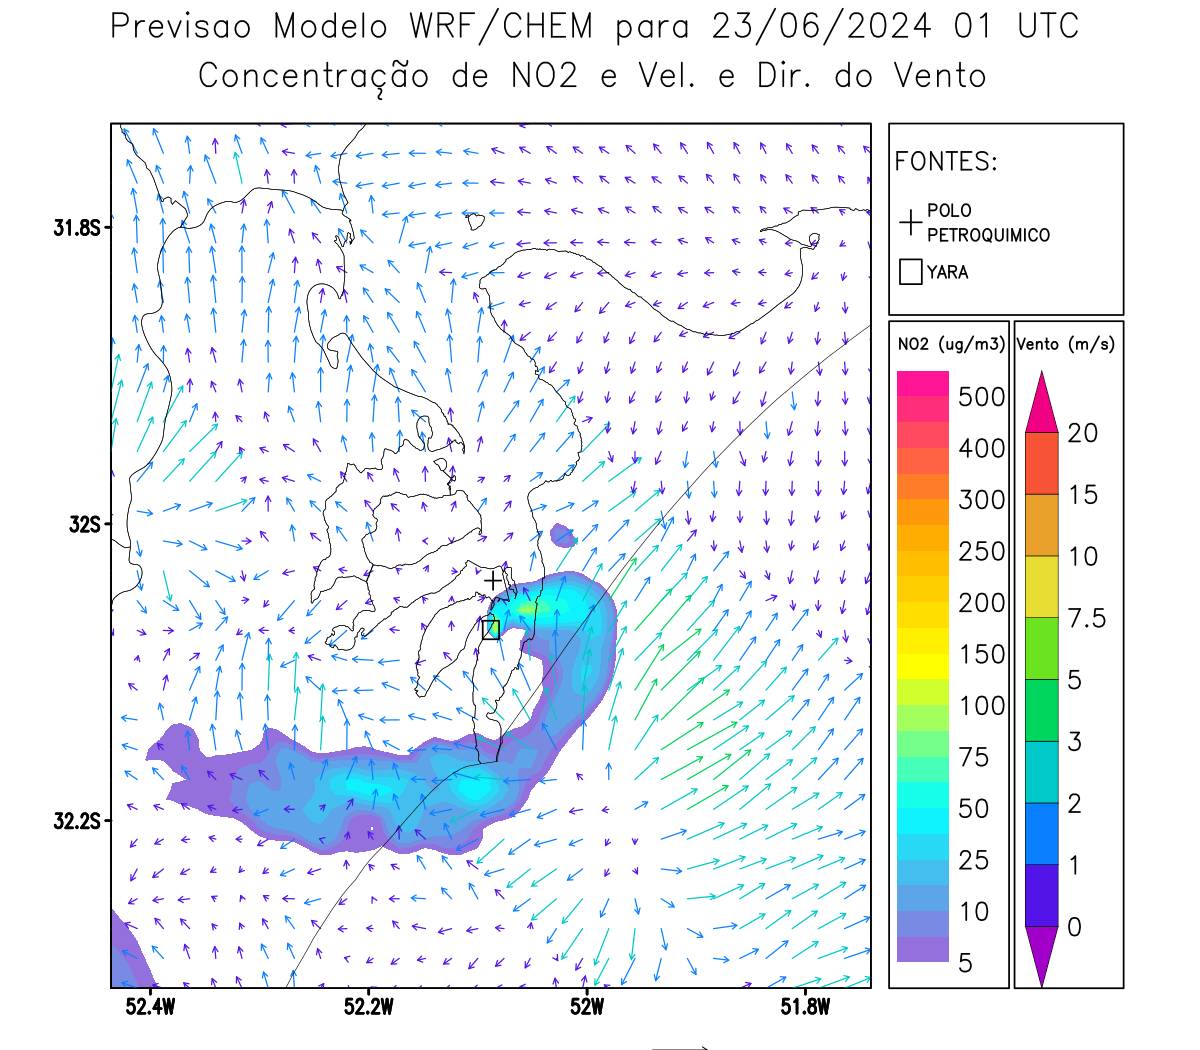 Previsao Modelo WRF/CHEM para 23/06/2024 01 UTC
Concentração de NO2 e Vel. e Dir. do Vento
FONTES:
POLO
PETROQUIMICO
YARA
NO2 (ug/m3)
500
400
300
250
200
150
100
75
50
25
10
5
Vento (m/s)
20
15
10
7.5
5
3
2
1
0
31.8S
32S
32.2S
52.4W
52.2W
52W
51.8W